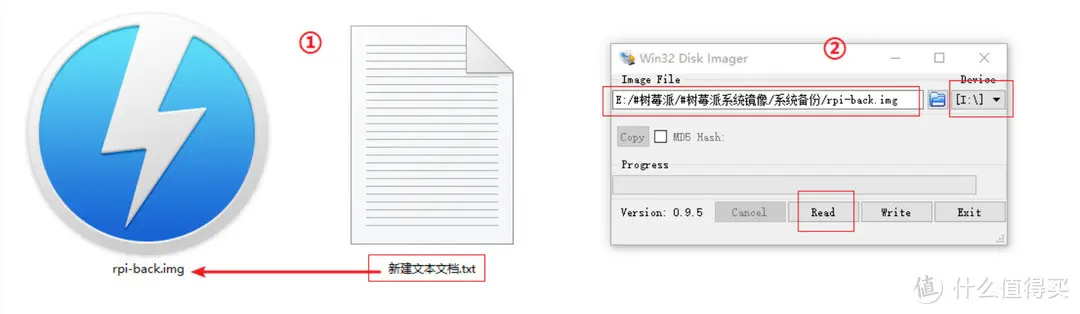 ①
rpi-back.img
新建文本文档.txt
②
Win32 Disk Imager
Image File
Device
E:/#树莓派/#树莓派系统镜像/系统备份/rpi-back.img
[I:\]
Copy
MD5 Hash:
Progress
Version: 0.9.5
Cancel
Read
Write
Exit
值 什么值得买